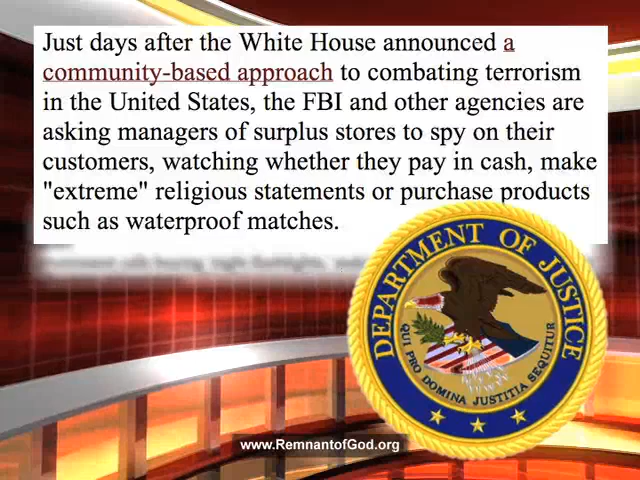 Just days after the White House announced a
community-based approach to combating terrorism
in the United States, the FBI and other agencies are
asking managers of surplus stores to spy on their
customers, watching whether they pay in cash, make
"extreme" religious statements or purchase products
such as waterproof matches.
DEPARTMENT OF JUSTICE
QUI PRO DOMINA JUSTITIA SEQUITUR
www.RemnantofGod.org